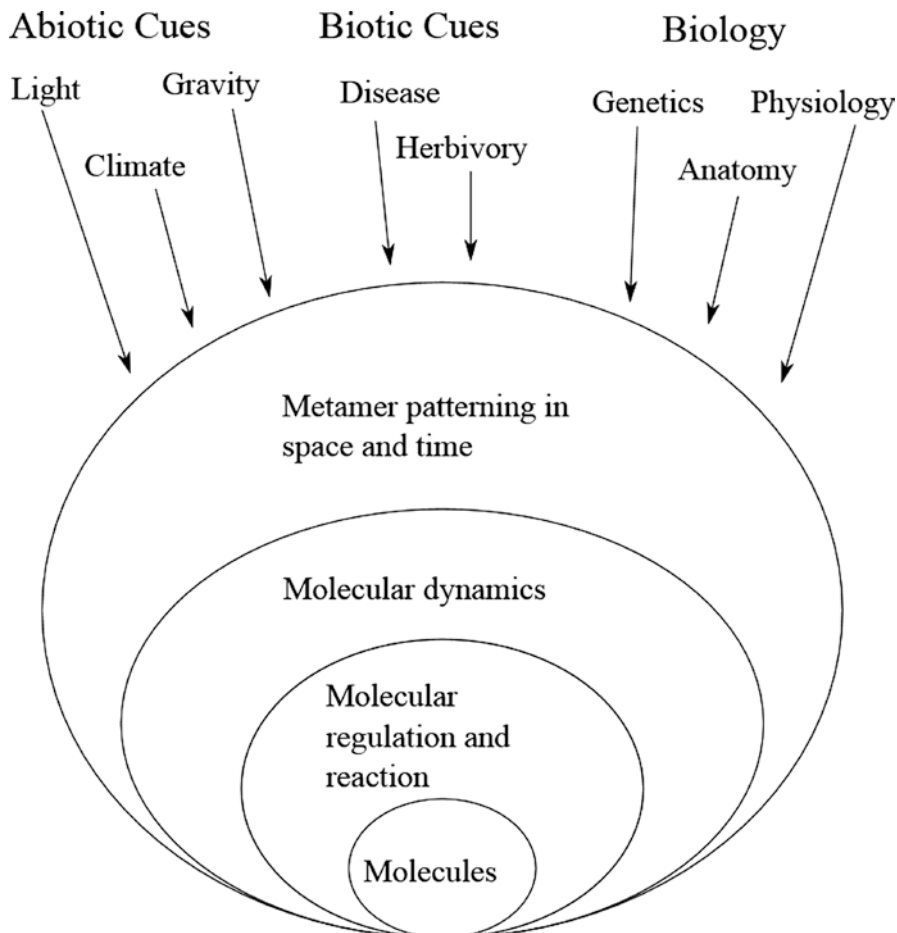 Abiotic Cues
Biotic Cues
Biology
Light
Gravity
Climate
Disease
Herbivory
Genetics
Physiology
Anatomy
Metamer patterning in
space and time
Molecular dynamics
Molecular
regulation and
reaction
Molecules